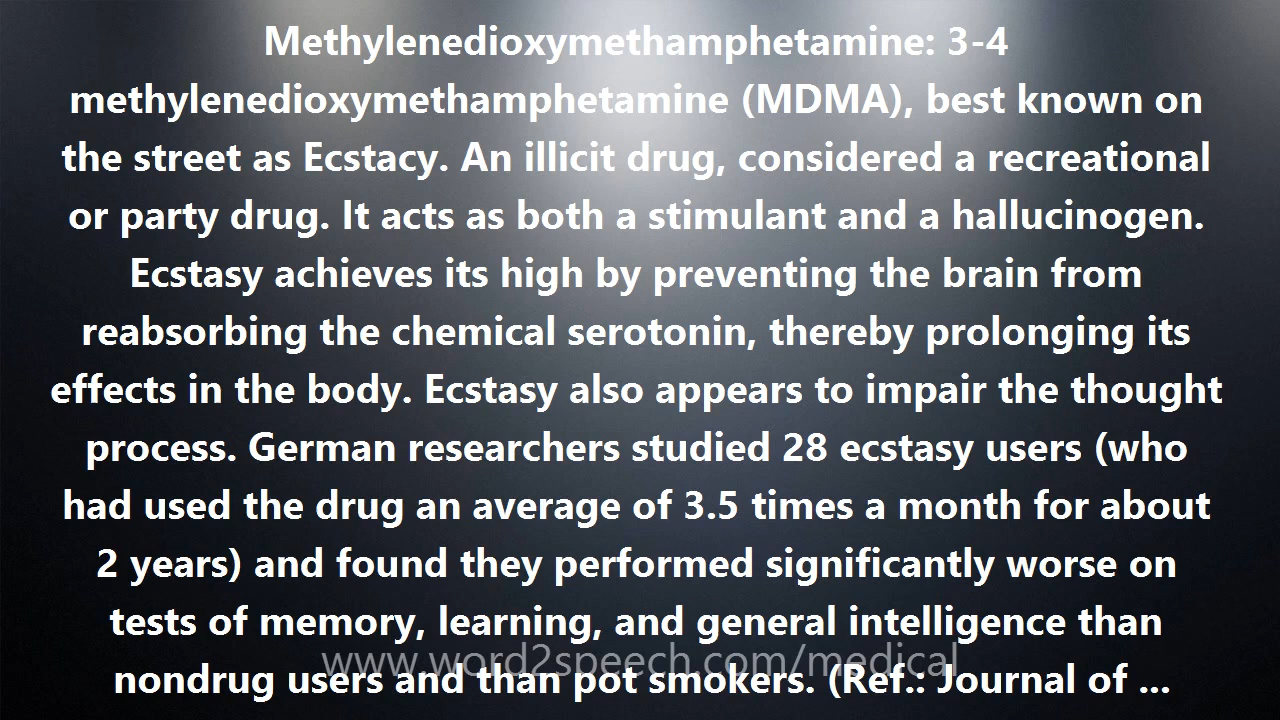 Methylenedioxymethamphetamine: 3-4
methylenedioxymethamphetamine (MDMA), best known on
the street as Ecstacy. An illicit drug, considered a recreational
or party drug. It acts as both a stimulant and a hallucinogen.
Ecstasy achieves its high by preventing the brain from
reabsorbing the chemical serotonin, thereby prolonging its
effects in the body. Ecstasy also appears to impair the thought
process. German researchers studied 28 ecstasy users (who
had used the drug an average of 3.5 times a month for about
2 years) and found they performed significantly worse on
tests of memory, learning, and general intelligence than
www.word2speech.com/medical
nondrug users and than pot smokers. (Ref.: Journal of ...